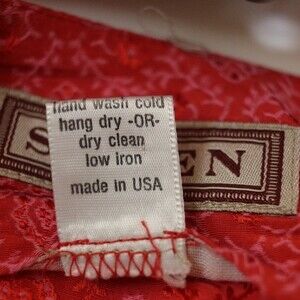 hand wash cold
hang dry -OR-
dry clean
low iron
made in USA